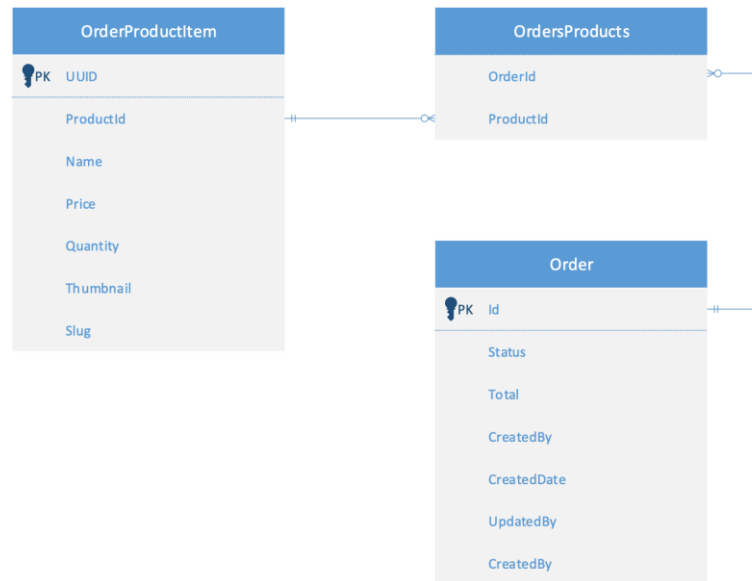 OrderProductItem
PK UUID
ProductId
Name
Price
Quantity
Thumbnail
Slug
OrdersProducts
OrderId
ProductId
Order
PK Id
Status
Total
CreatedBy
CreatedDate
UpdatedBy
CreatedBy